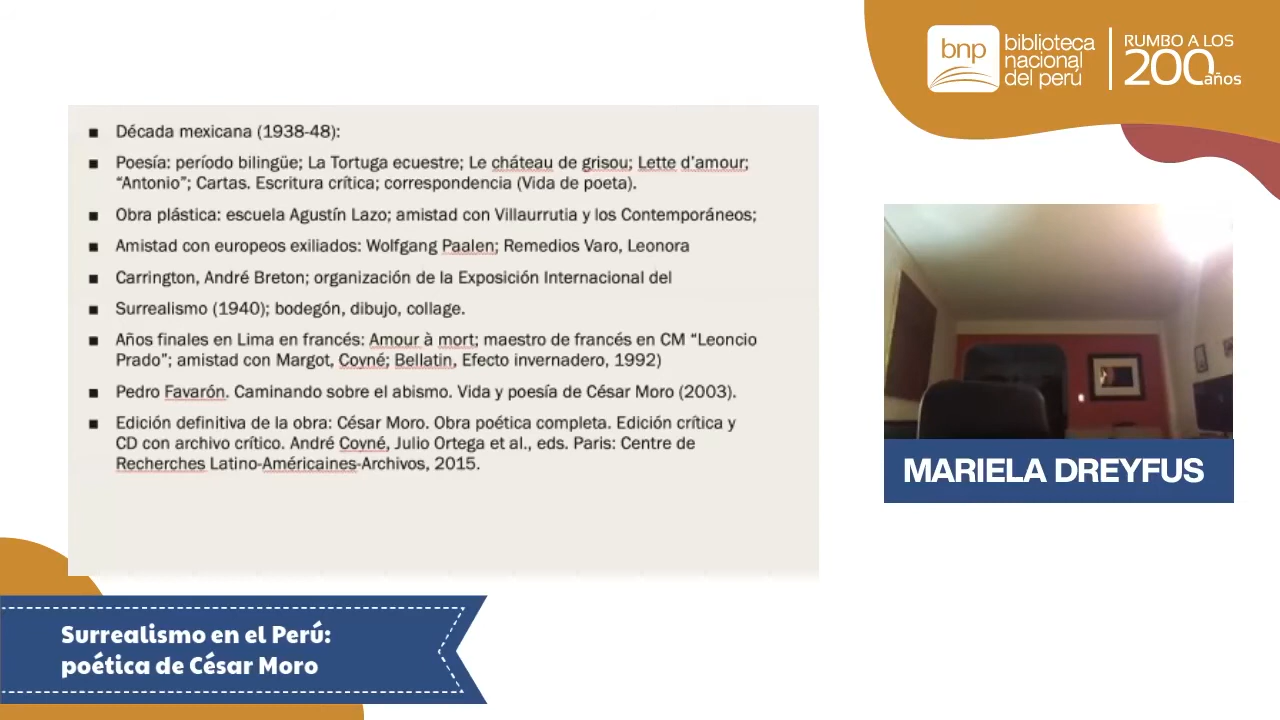 bnp
biblioteca
nacional
del perú
RUMBO A LOS
200 años
■ Década mexicana (1938-48):
■ Poesía: período bilingüe; La Tortuga ecuestre; Le cháteau de grisou; Lette d’amour;
“Antonio”; Cartas. Escritura crítica; correspondencia (Vida de poeta).
■ Obra plástica: escuela Agustín Lazo; amistad con Villaurrutia y los Contemporáneos;
■ Amistad con europeos exiliados: Wolfgang Paalen; Remedios Varo, Leonora
■ Carrington, André Breton; organización de la Exposición Internacional del
■ Surrealismo (1940); bodegón, dibujo, collage.
■ Años finales en Lima en francés: Amour à mort; maestro de francés en CM “Leoncio
Prado”; amistad con Margot, Coyné; Bellatin, Efecto invernadero, 1992)
■ Pedro Favarón. Caminando sobre el abismo. Vida y poesía de César Moro (2003).
■ Edición definitiva de la obra: César Moro. Obra poética completa. Edición crítica y
CD con archivo crítico. André Coyné, Julio Ortega et al., eds. Paris: Centre de
Recherches Latino-Américaines-Archivos, 2015.
MARIELA DREYFUS
Surrealismo en el Perú:
poética de César Moro